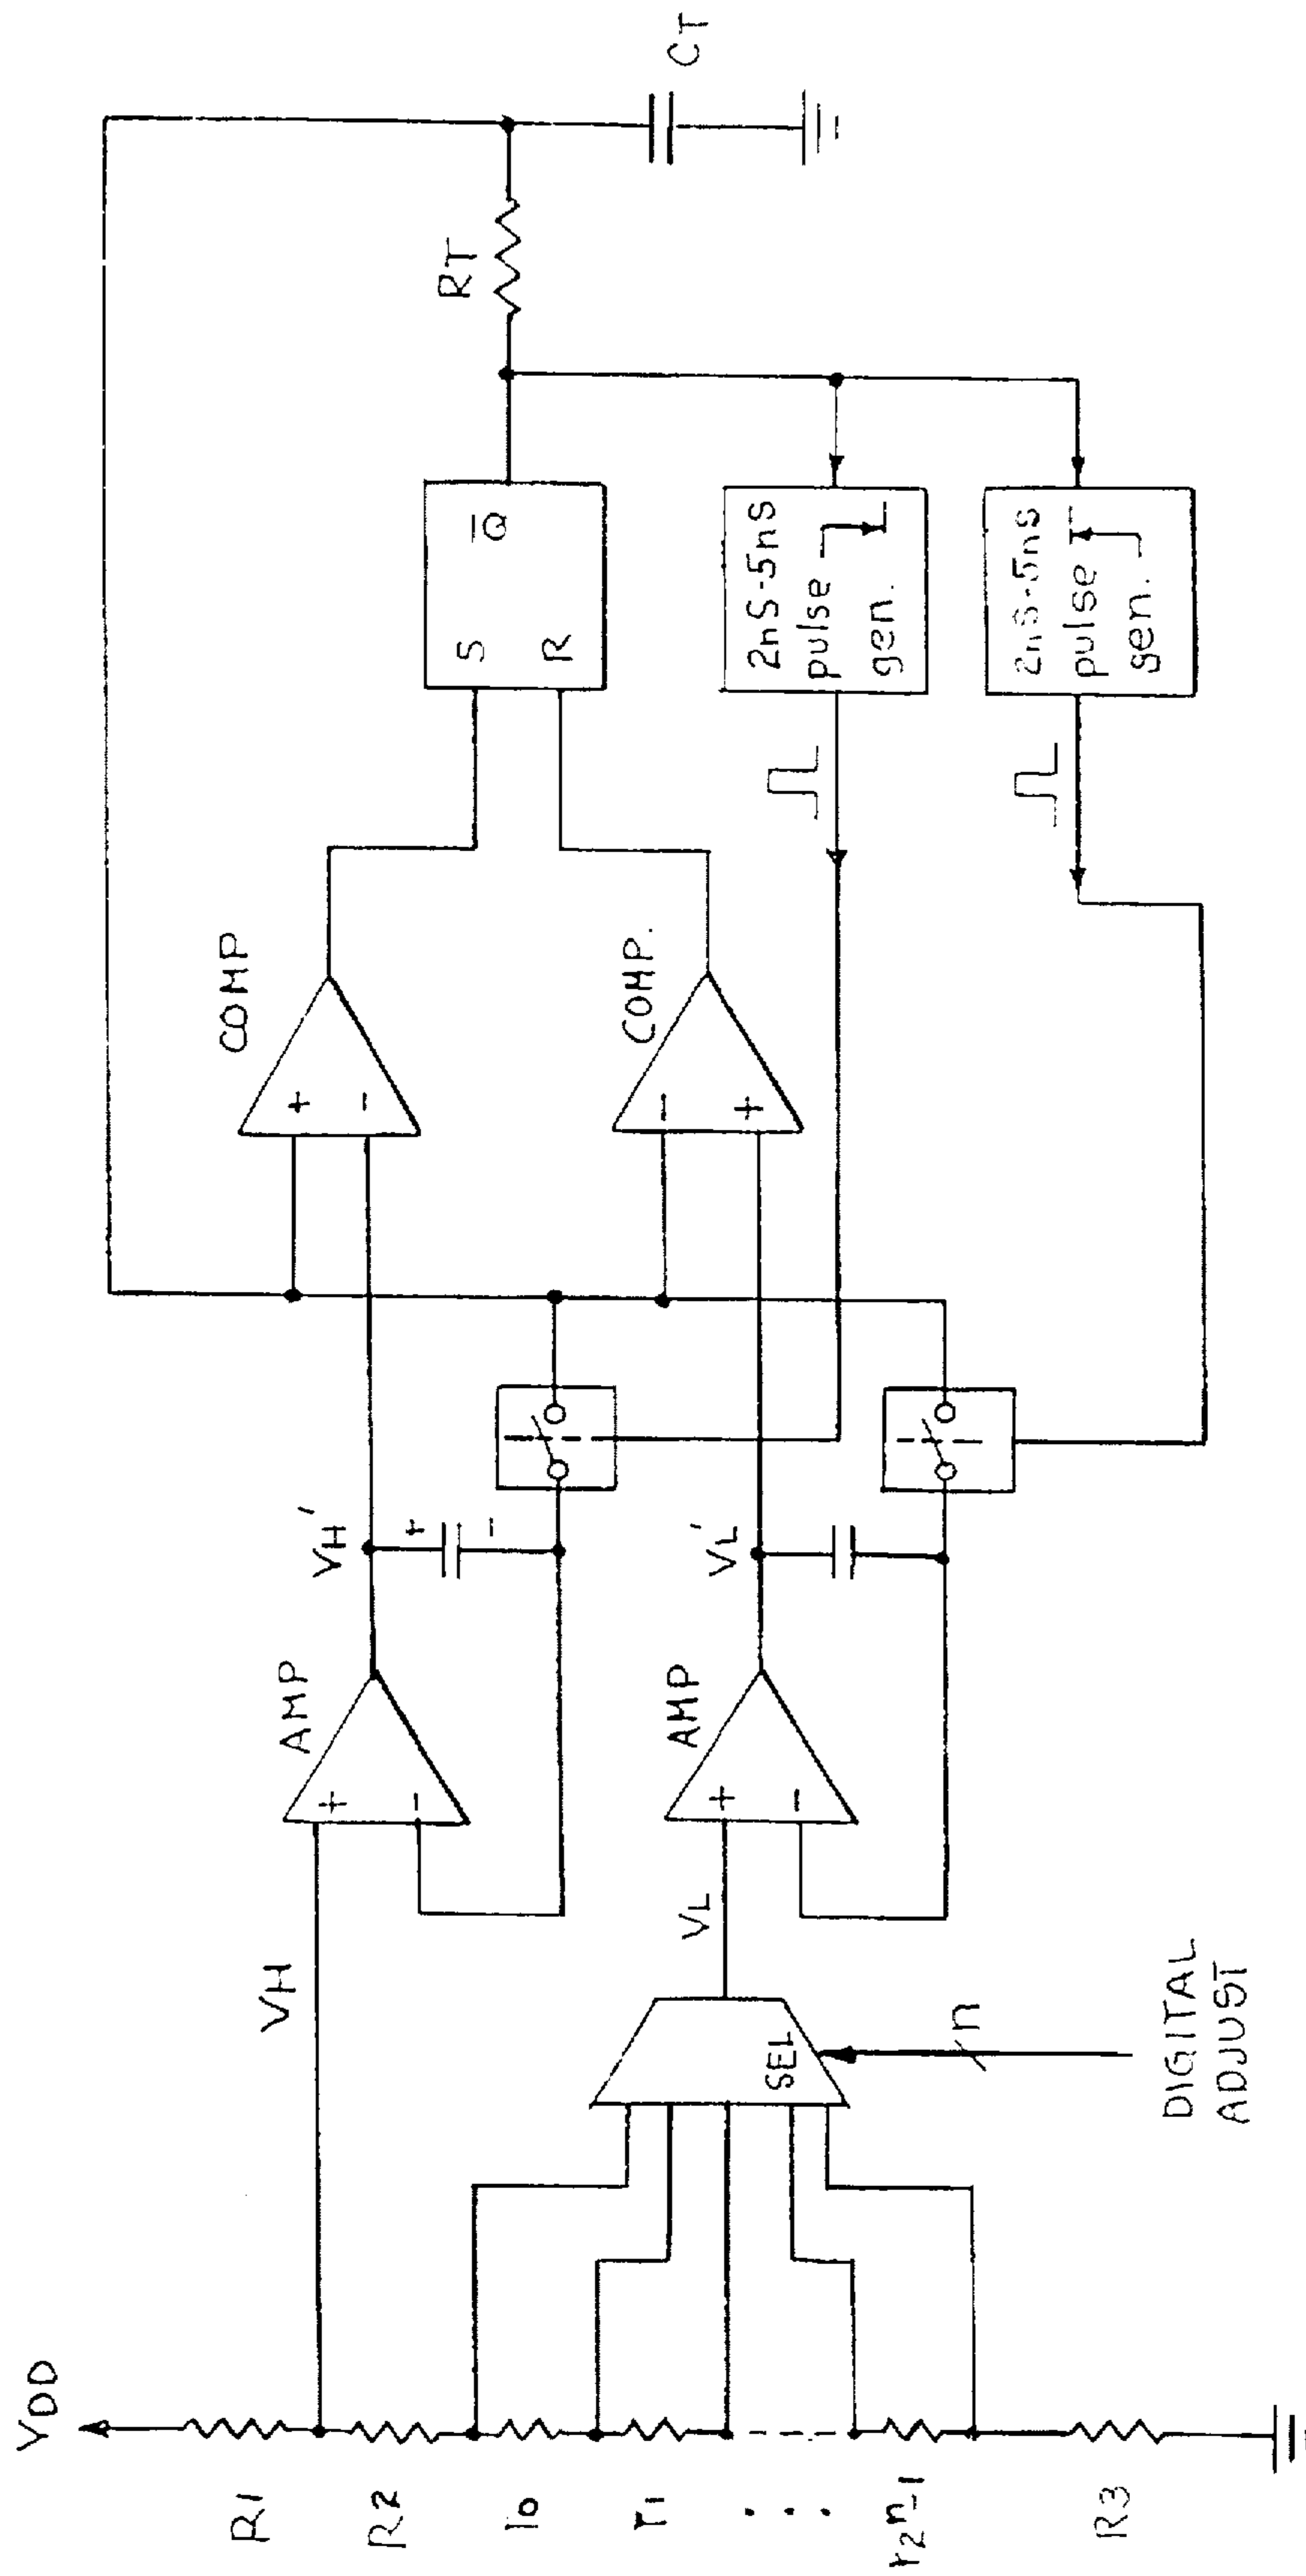 VDD
R1
R2
r0
r1
r2n-1
R3
VH
VL
SEL
n
DIGITAL
ADJUST
AMP
+
-
AMP
+
-
VH'
+
-
VL'
COMP
+
-
COMP.
-
+
S
R
Q
2nS-5nS
pulse
gen.
2nS-5nS
pulse
gen.
RT
CT